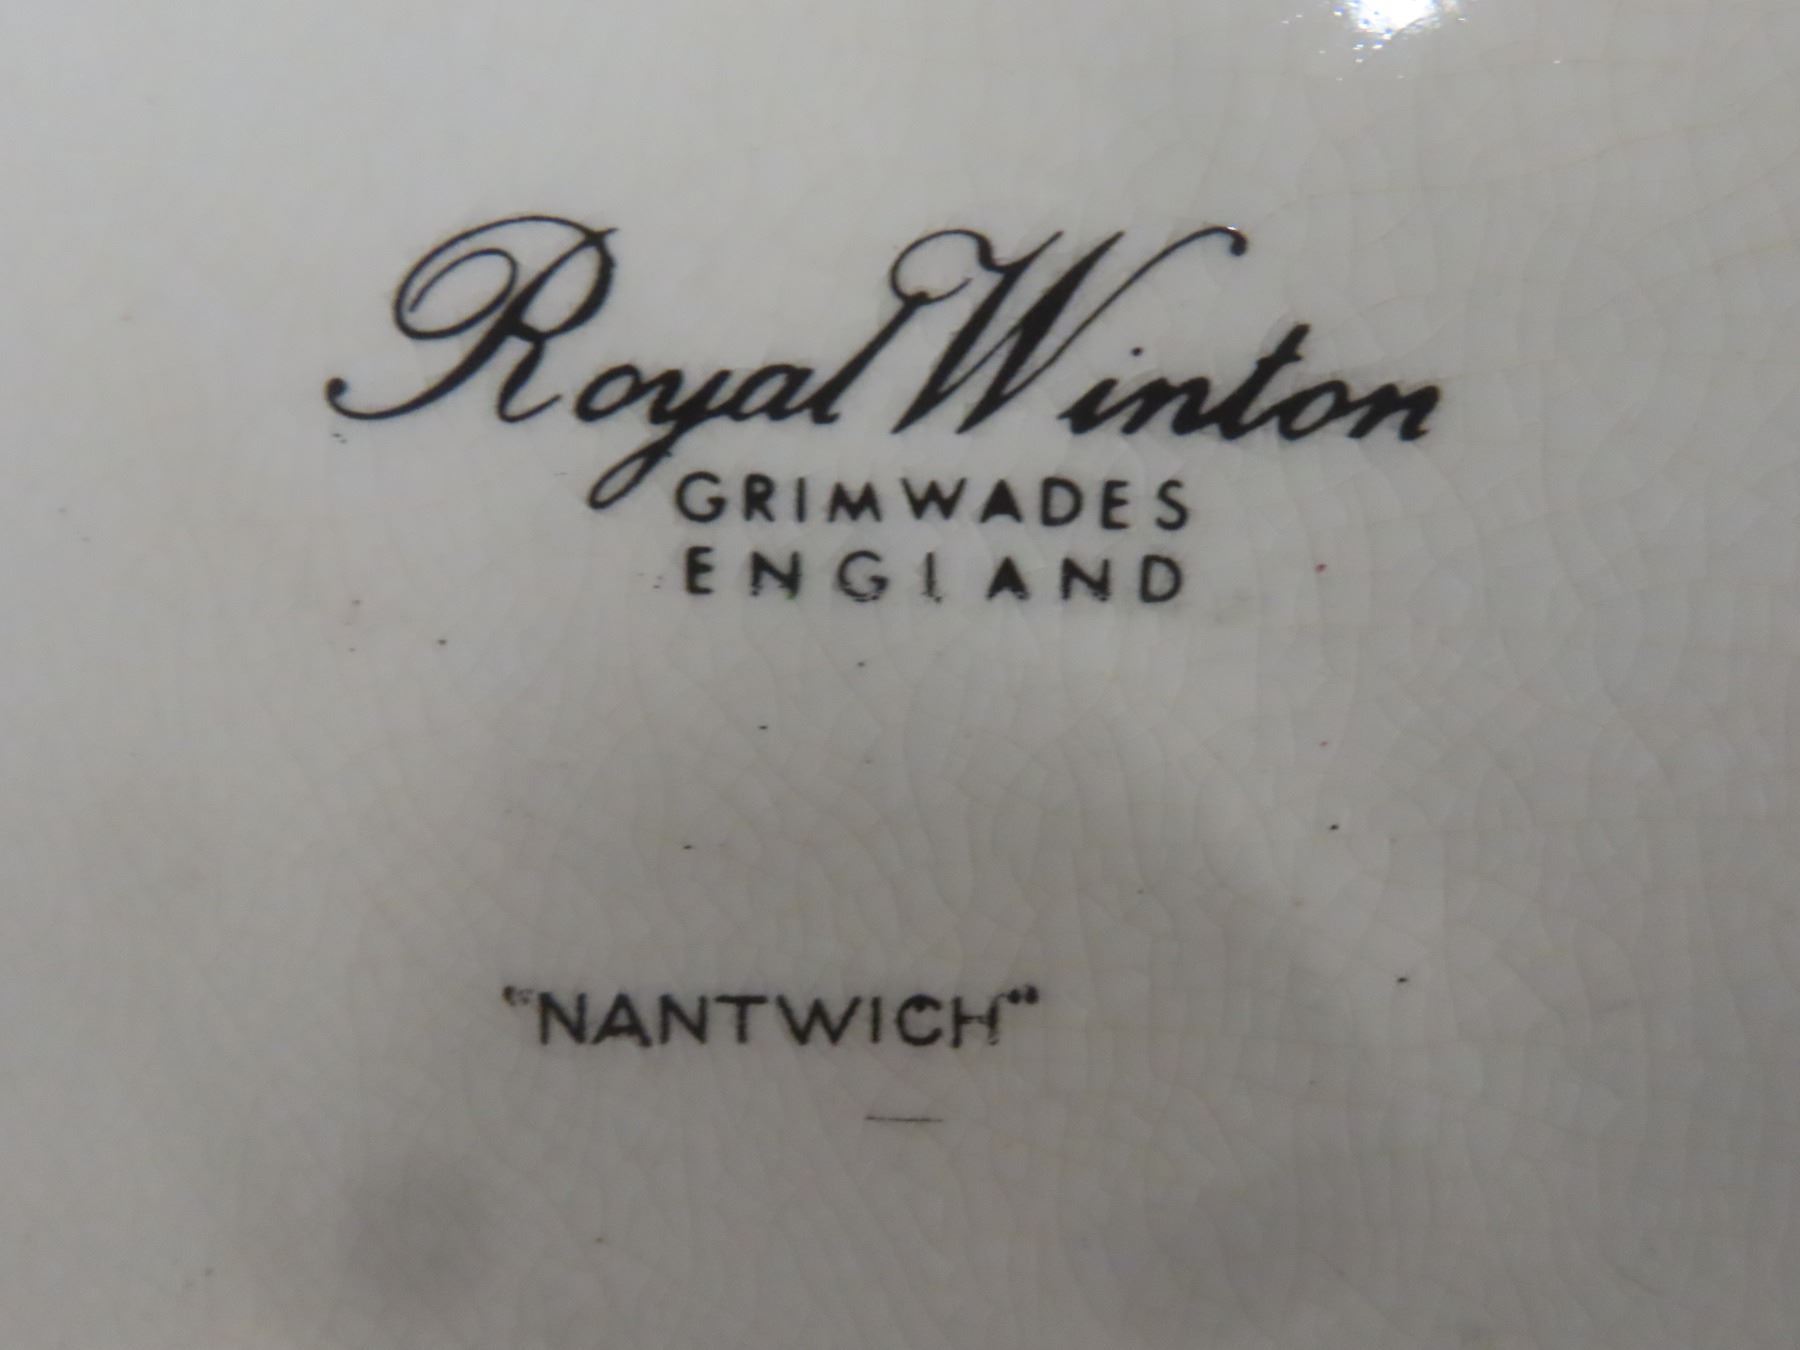 Royal Winton
GRIMWADES
ENGLAND
"NANTWICH"